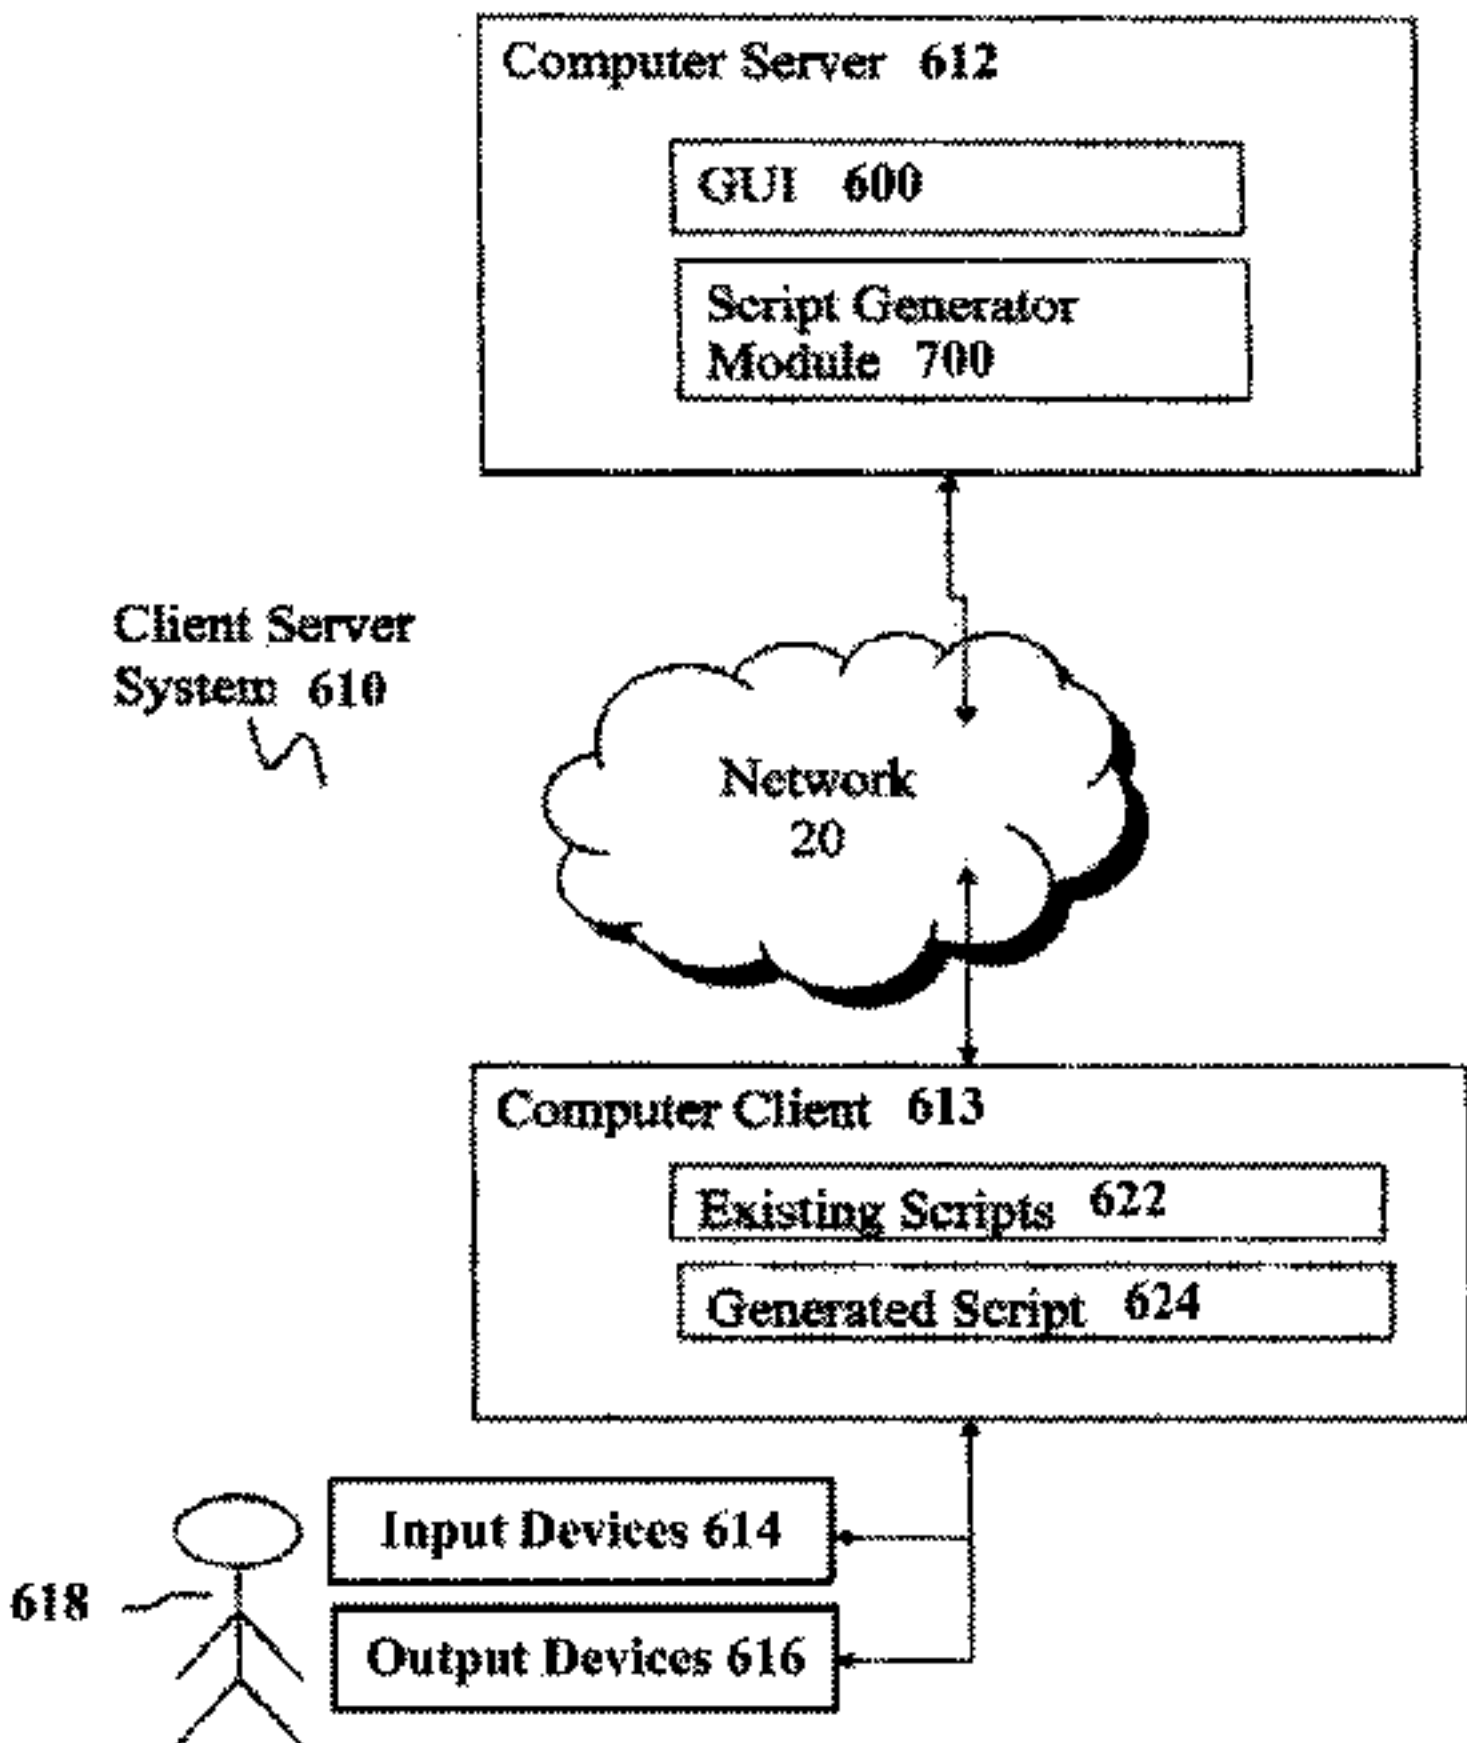 Computer Server 612
GUI 600
Script Generator
Module 700
Client Server
System 610
Network
20
Computer Client 613
Existing Scripts 622
Generated Script 624
Input Devices 614
618
Output Devices 616